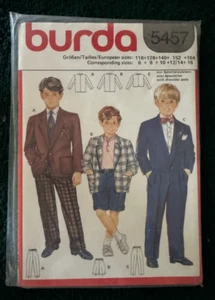 burda
5457
Größen/Tailles/European sizes: 116+128+140+ 152 +164
Corresponding sizes: 6 + 8 + 10 +12/14+ 16
A
B
C
A
B
C